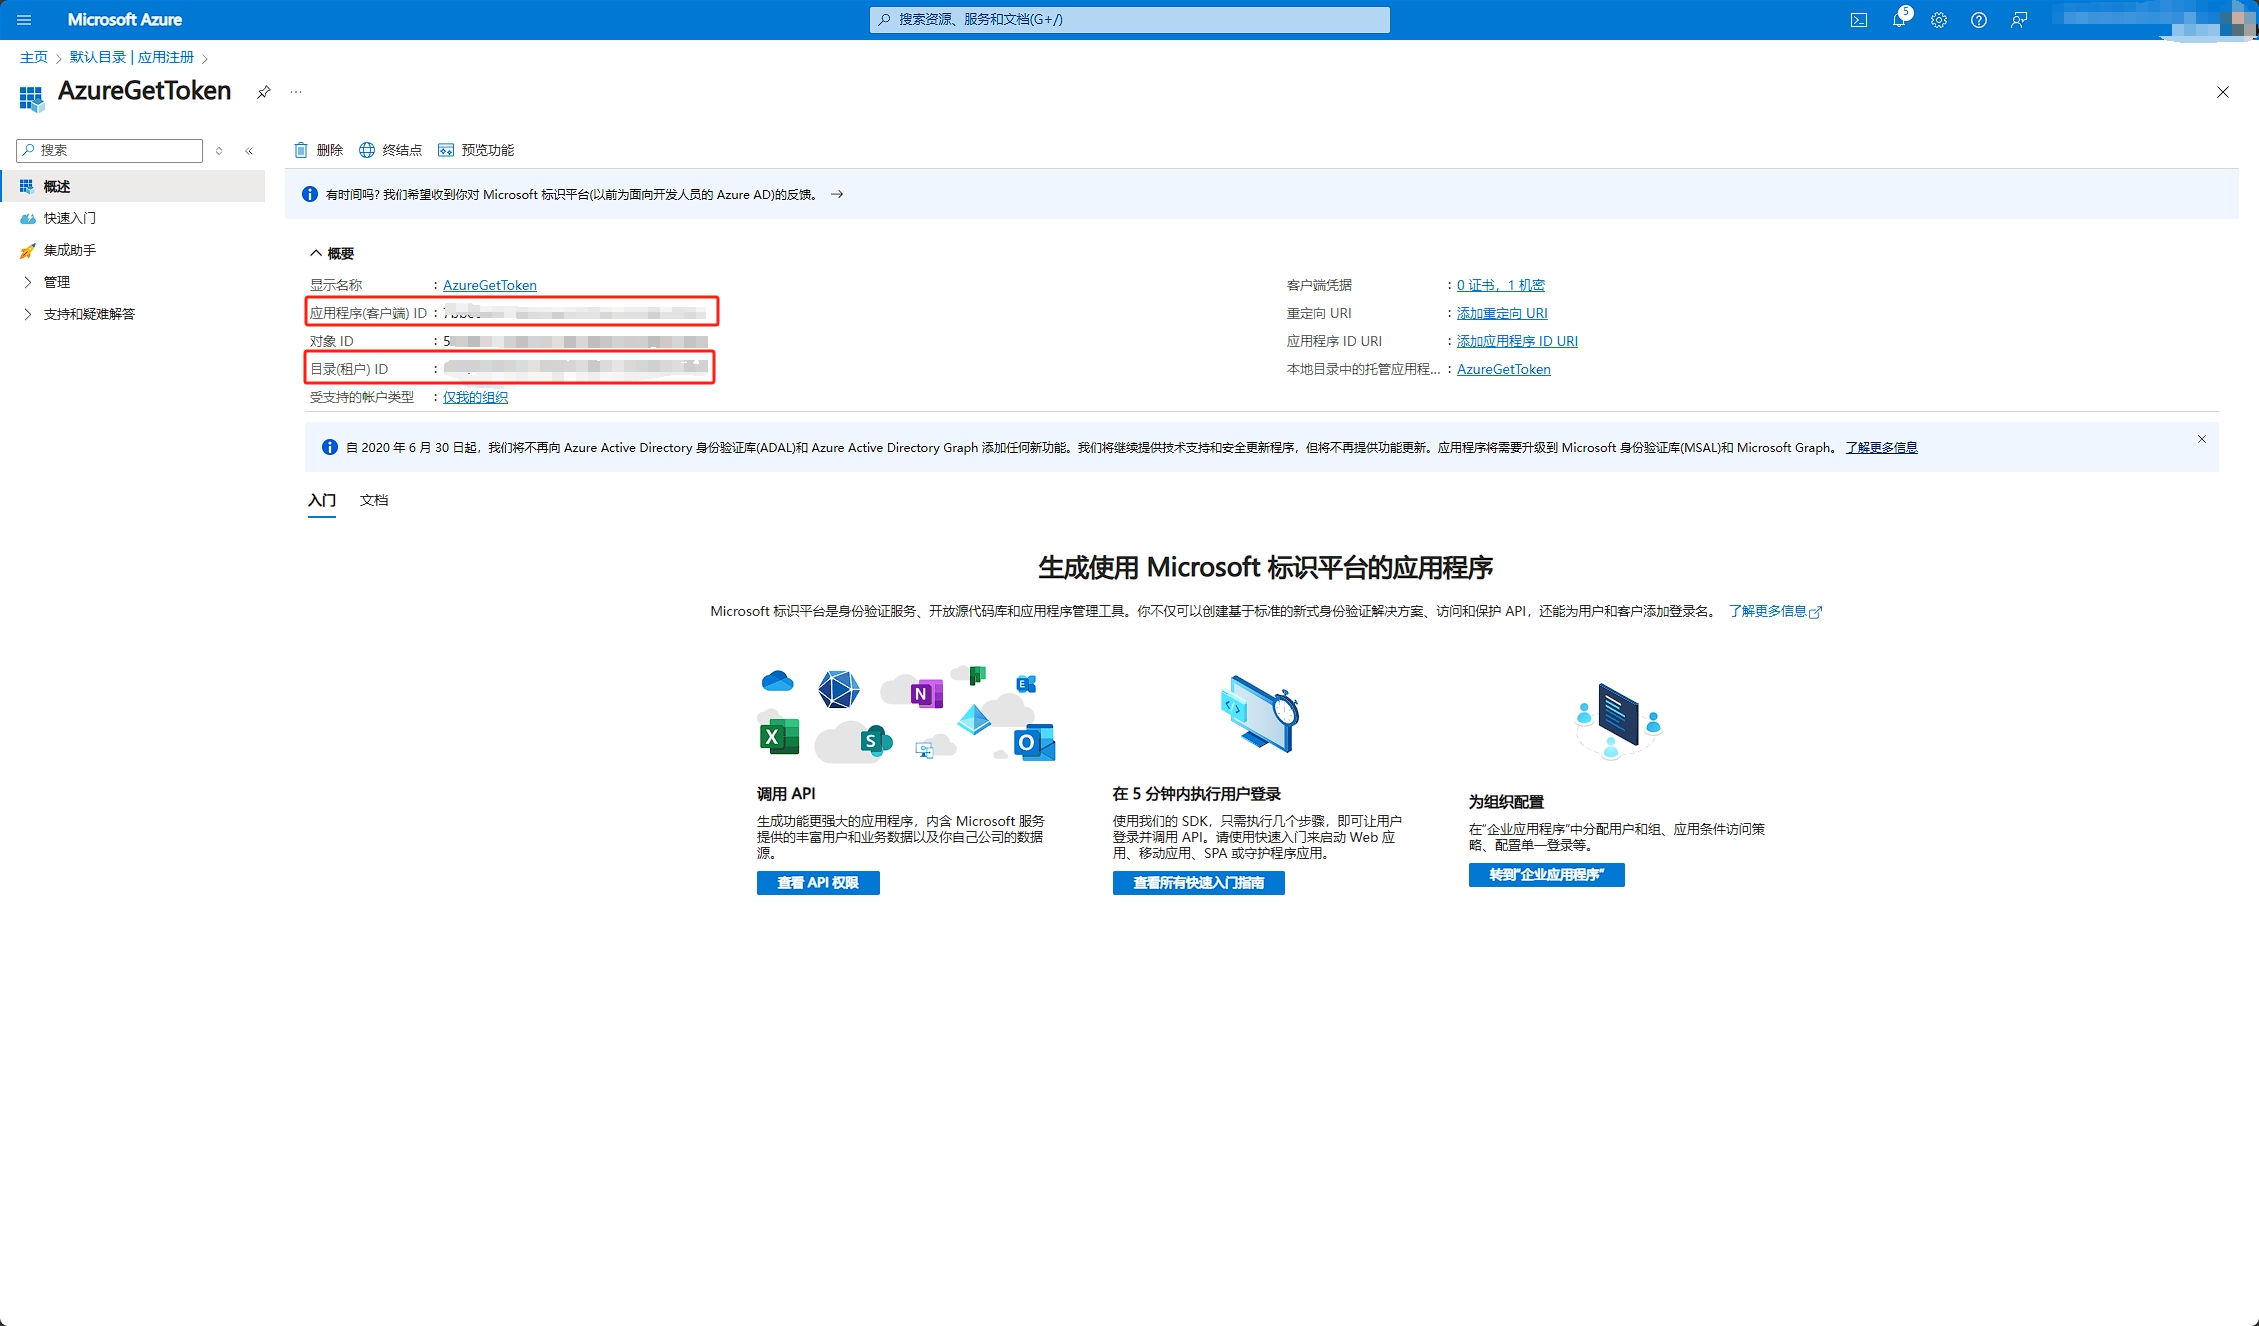 Microsoft Azure
搜索资源、服务和文档(G+/)
5
主页 > 默认目录 | 应用注册 >
AzureGetToken
搜索
删除 终结点 预览功能
概述
快速入门
集成助手
管理
支持和疑难解答
有时间吗? 我们希望收到你对 Microsoft 标识平台(以前为面向开发人员的 Azure AD)的反馈。 →
概要
显示名称 : AzureGetToken
应用程序(客户端) ID :
对象 ID : 5
目录(租户) ID :
受支持的帐户类型 : 仅我的组织
客户端凭据 : 0 证书，1 机密
重定向 URI : 添加重定向 URI
应用程序 ID URI : 添加应用程序 ID URI
本地目录中的托管应用程... : AzureGetToken
自 2020 年 6 月 30 日起，我们将不再向 Azure Active Directory 身份验证库(ADAL)和 Azure Active Directory Graph 添加任何新功能。我们将继续提供技术支持和安全更新程序，但将不再提供功能更新。应用程序将需要升级到 Microsoft 身份验证库(MSAL)和 Microsoft Graph。 了解更多信息
入门 文档
生成使用 Microsoft 标识平台的应用程序
Microsoft 标识平台是身份验证服务、开放源代码库和应用程序管理工具。你不仅可以创建基于标准的新式身份验证解决方案、访问和保护 API，还能为用户和客户添加登录名。 了解更多信息
N
E
X
S
O
调用 API
生成功能更强大的应用程序，内含 Microsoft 服务
提供的丰富用户和业务数据以及你自己公司的数据
源。
查看 API 权限
在 5 分钟内执行用户登录
使用我们的 SDK，只需执行几个步骤，即可让用户
登录并调用 API。请使用快速入门来启动 Web 应
用、移动应用、SPA 或守护程序应用。
查看所有快速入门指南
为组织配置
在“企业应用程序”中分配用户和组、应用条件访问策
略、配置单一登录等。
转到“企业应用程序”